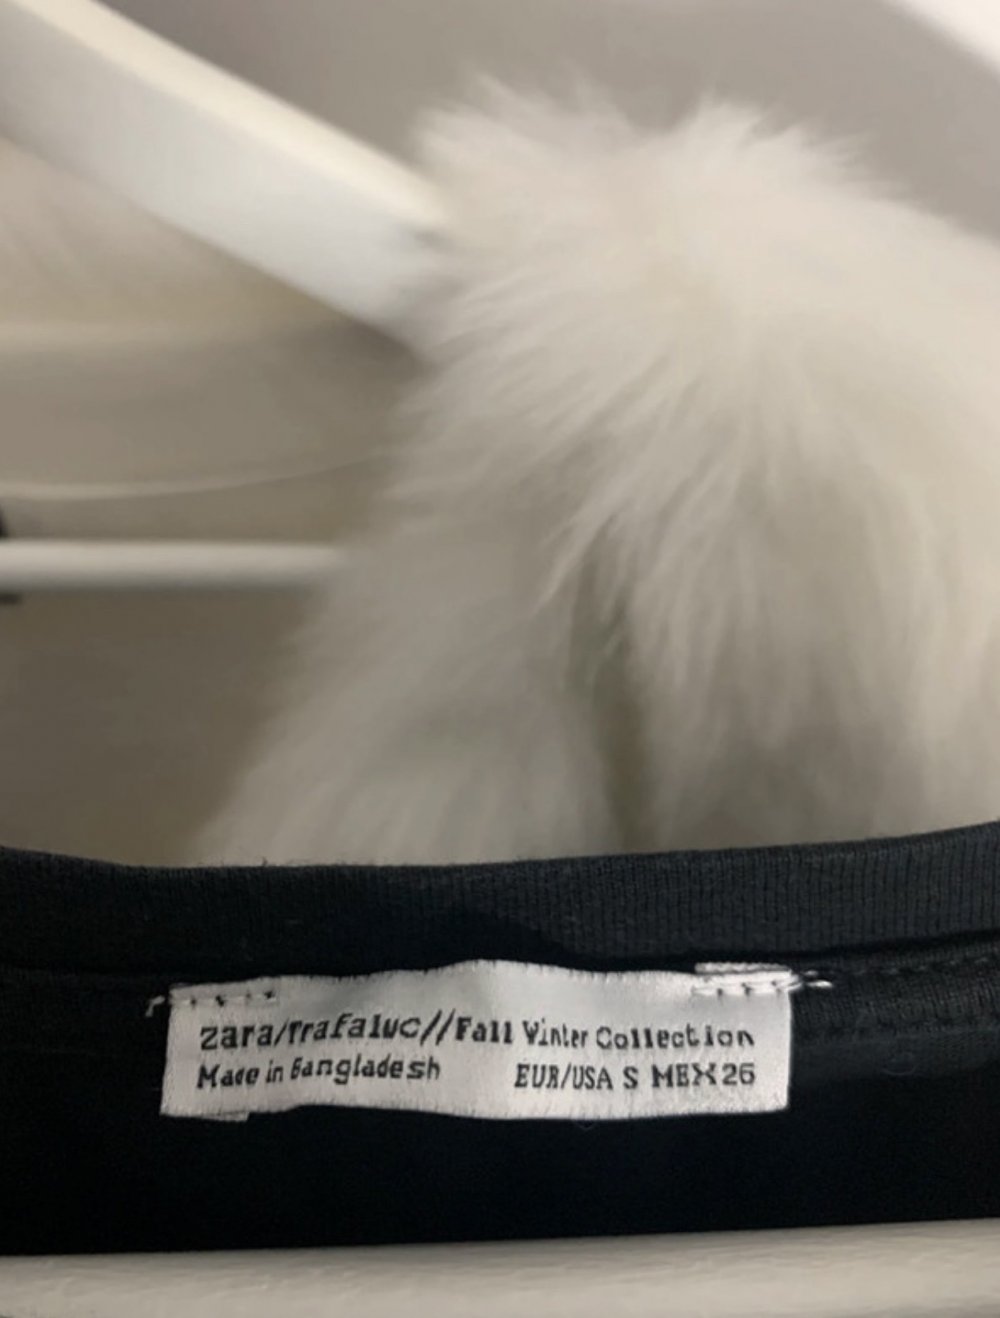 zara/Trafaluc//Fall Winter Collection
Made in Bangladesh EUR/USA S MEX 26